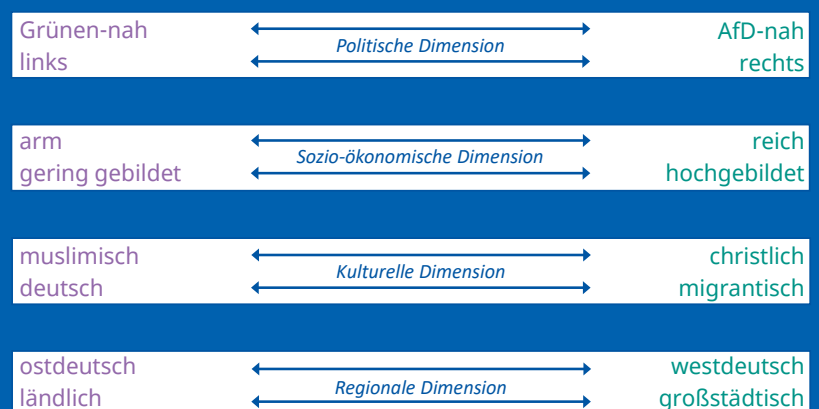 Grünen-nah
AfD-nah
Politische Dimension
links
rechts
arm
reich
Sozio-ökonomische Dimension
gering gebildet
hochgebildet
muslimisch
christlich
Kulturelle Dimension
deutsch
migrantisch
ostdeutsch
westdeutsch
Regionale Dimension
ländlich
großstädtisch